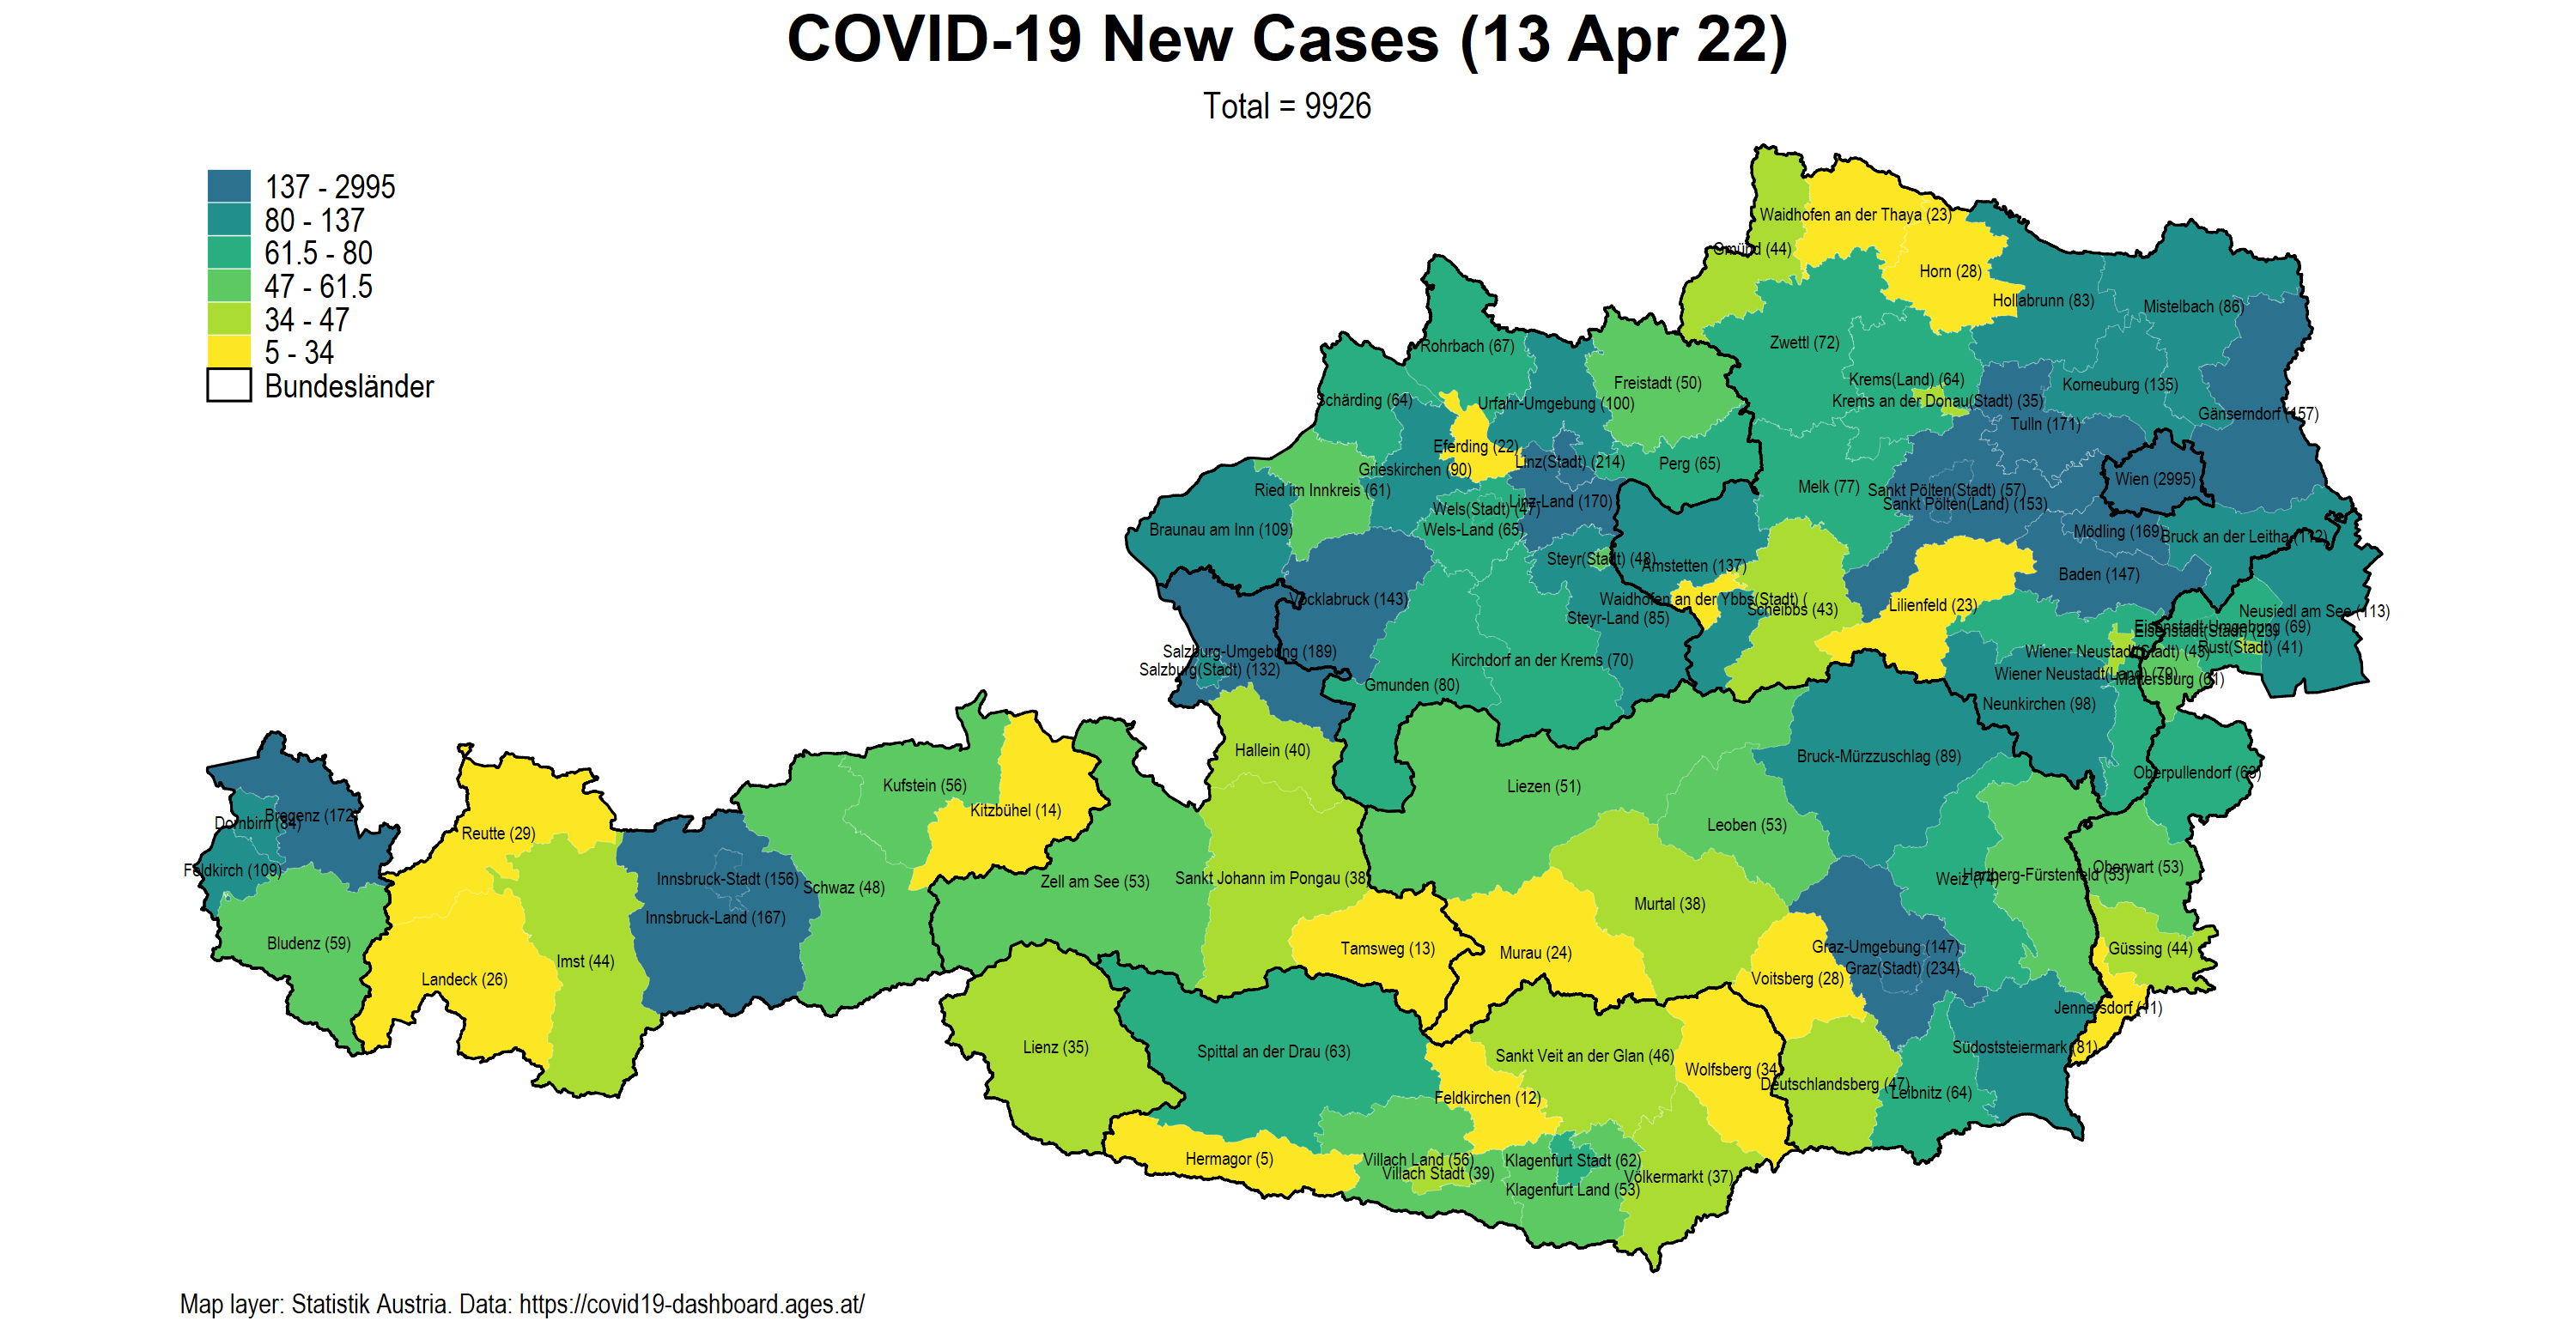 COVID-19 New Cases (13 Apr 22)
Total = 9926
137 - 2995
80 - 137
61.5 - 80
47 - 61.5
34 - 47
5 - 34
Bundesländer
Waidhofen an der Thaya (23)
Gmünd (44)
Horn (28)
Hollabrunn (83)
Mistelbach (86)
Zwettl (72)
Rohrbach (67)
Krems(Land) (64)
Korneuburg (135)
Freistadt (50)
Schärding (64)
Urfahr-Umgebung (100)
Krems an der Donau(Stadt) (35)
Gänserndorf (157)
Tulln (171)
Eferding (22)
Linz(Stadt) (214)
Perg (65)
Grieskirchen (90)
Wien (2995)
Melk (77)
Ried im Innkreis (61)
Sankt Pölten(Stadt) (57)
Linz-Land (170)
Sankt Pölten(Land) (153)
Wels(Stadt) (47)
Braunau am Inn (109)
Wels-Land (65)
Mödling (169)
Bruck an der Leitha (112)
Steyr(Stadt) (48)
Amstetten (137)
Baden (147)
Vöcklabruck (143)
Waidhofen an der Ybbs(Stadt) (
Scheibbs (43)
Lilienfeld (23)
Neusiedl am See (113)
Steyr-Land (85)
Eisenstadt-Umgebung (69)
Eisenstadt(Stadt) (23)
Rust(Stadt) (41)
Salzburg-Umgebung (189)
Wiener Neustadt(Stadt) (45)
Salzburg(Stadt) (132)
Kirchdorf an der Krems (70)
Wiener Neustadt(Land) (79)
Mattersburg (61)
Gmunden (80)
Neunkirchen (98)
Hallein (40)
Bruck-Mürzzuschlag (89)
Oberpullendorf (63)
Kufstein (56)
Liezen (51)
Kitzbühel (14)
Bregenz (172)
Dornbirn (84)
Reutte (29)
Leoben (53)
Feldkirch (109)
Oberwart (53)
Hartberg-Fürstenfeld (53)
Weiz (74)
Innsbruck-Stadt (156)
Schwaz (48)
Zell am See (53)
Sankt Johann im Pongau (38)
Murtal (38)
Innsbruck-Land (167)
Bludenz (59)
Tamsweg (13)
Murau (24)
Graz-Umgebung (147)
Güssing (44)
Imst (44)
Graz(Stadt) (234)
Landeck (26)
Voitsberg (28)
Jennersdorf (11)
Lienz (35)
Spittal an der Drau (63)
Sankt Veit an der Glan (46)
Südoststeiermark (81)
Wolfsberg (34)
Deutschlandsberg (47)
Leibnitz (64)
Feldkirchen (12)
Hermagor (5)
Villach Land (56)
Klagenfurt Stadt (62)
Villach Stadt (39)
Völkermarkt (37)
Klagenfurt Land (53)
Map layer: Statistik Austria. Data: https://covid19-dashboard.ages.at/